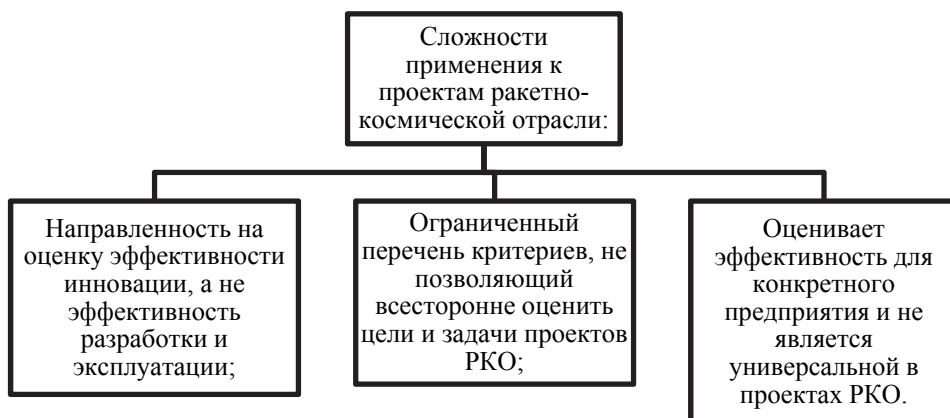 Сложности
применения к
проектам ракетно-
космической отрасли:
Направленность на
оценку эффективности
инновации, а не
эффективность
разработки и
эксплуатации;
Ограниченный
перечень критериев, не
позволяющий
всесторонне оценить
цели и задачи проектов
РКО;
Оценивает
эффективность для
конкретного
предприятия и не
является
универсальной в
проектах РКО.